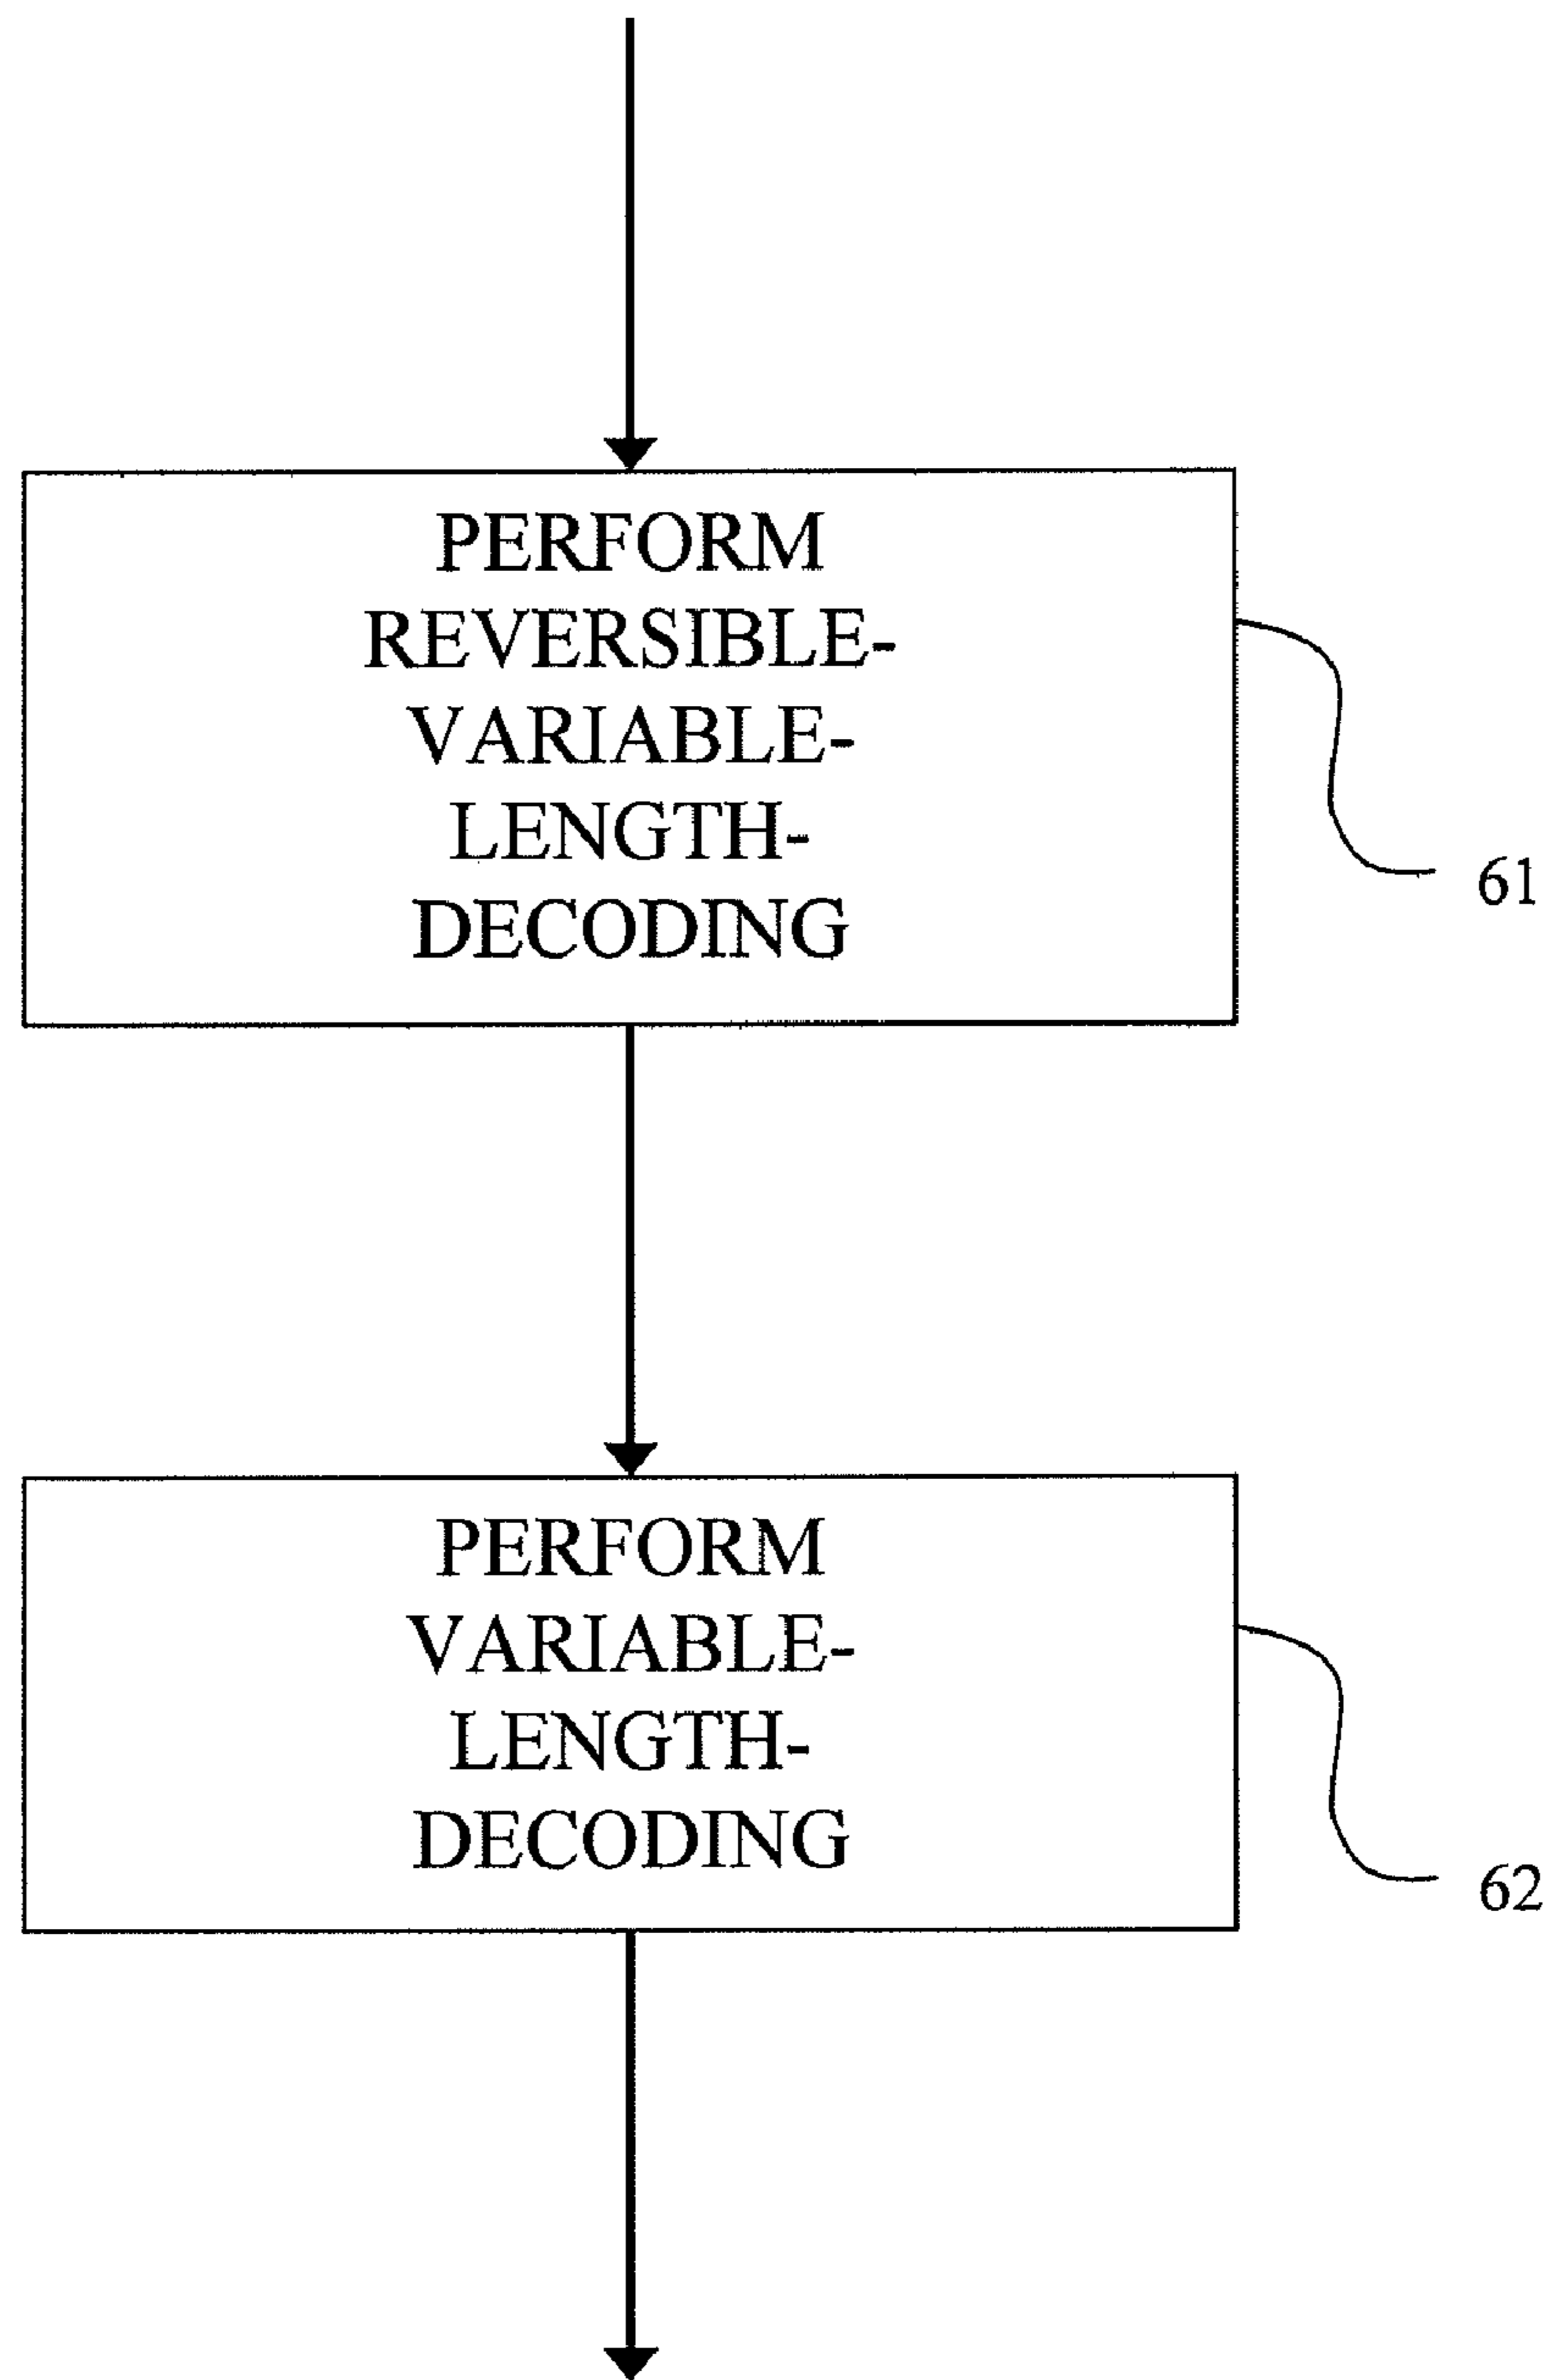 PERFORM
REVERSIBLE-
VARIABLE-
LENGTH-
DECODING
61
PERFORM
VARIABLE-
LENGTH-
DECODING
62